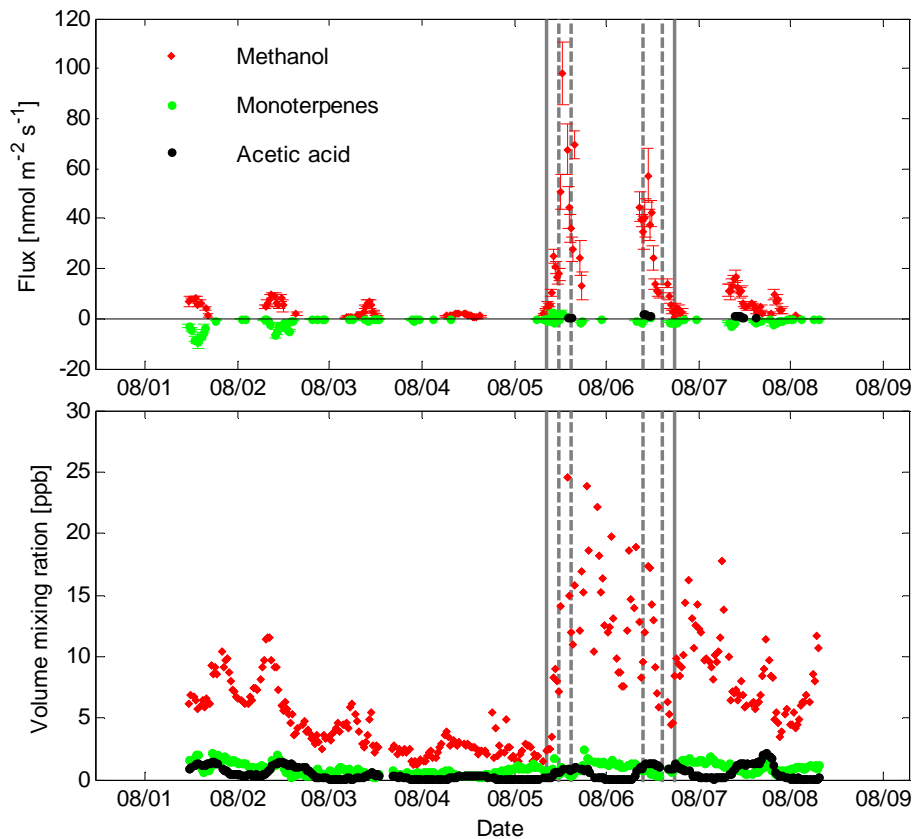 120
100
80
60
40
20
0
-20
Flux [nmol m⁻² s⁻¹]
Methanol
Monoterpenes
Acetic acid
08/01 08/02 08/03 08/04 08/05 08/06 08/07 08/08 08/09
30
25
20
15
10
5
0
Volume mixing ration [ppb]
08/01 08/02 08/03 08/04 08/05 08/06 08/07 08/08 08/09
Date